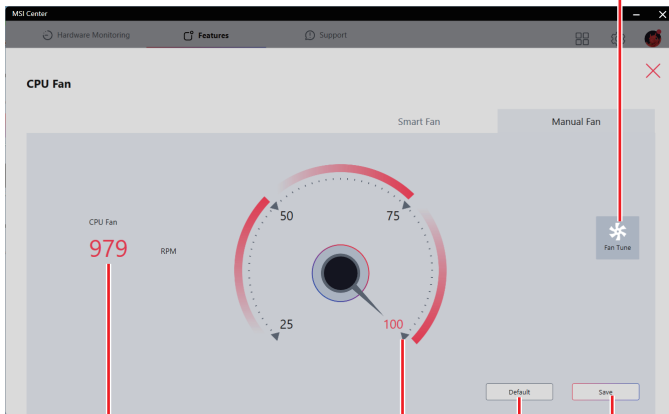 MSI Center
Hardware Monitoring Features Support
CPU Fan
Smart Fan Manual Fan
50 75
CPU Fan
979 RPM
Fan Tune
25 100
Default Save